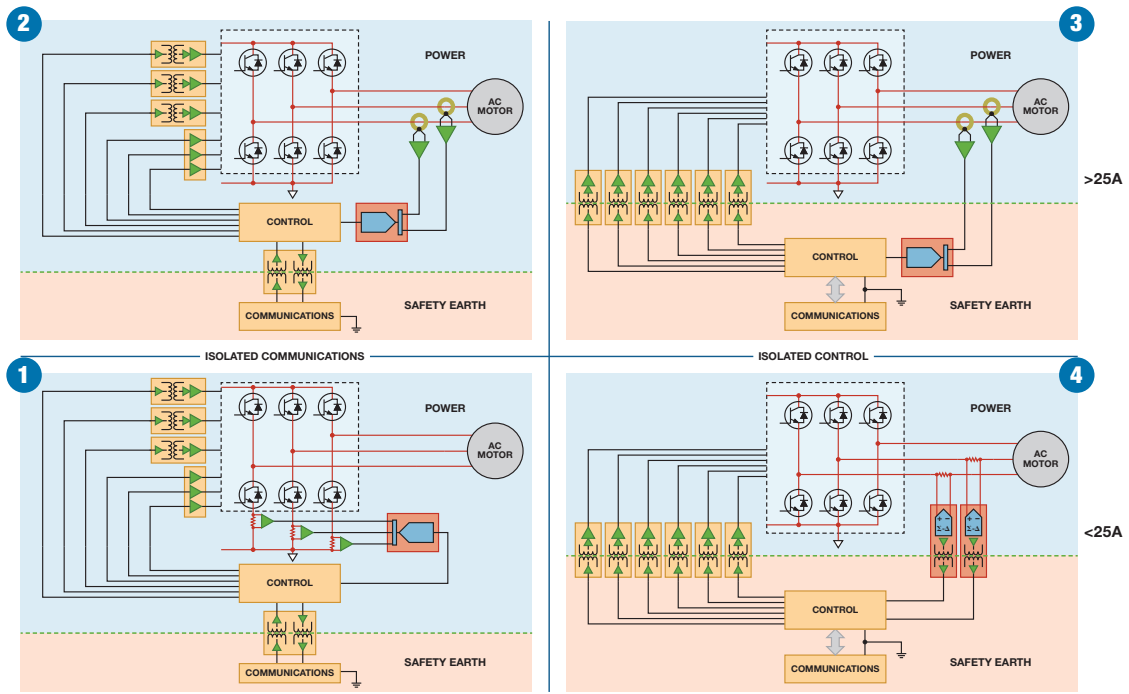 2
POWER
AC
MOTOR
CONTROL
SAFETY EARTH
COMMUNICATIONS
3
POWER
AC
MOTOR
>25A
CONTROL
SAFETY EARTH
COMMUNICATIONS
ISOLATED COMMUNICATIONS
ISOLATED CONTROL
1
POWER
AC
MOTOR
CONTROL
SAFETY EARTH
COMMUNICATIONS
4
POWER
AC
MOTOR
Σ-Δ
Σ-Δ
<25A
CONTROL
SAFETY EARTH
COMMUNICATIONS